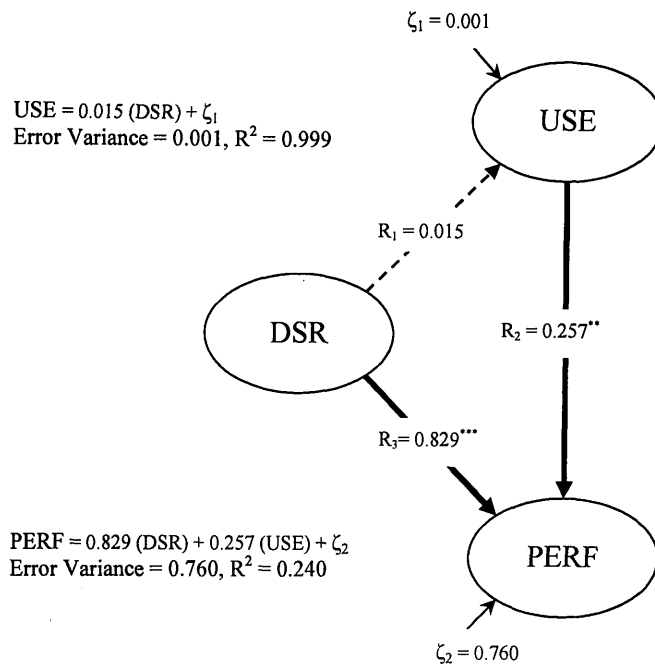 ζ₁ = 0.001
USE = 0.015 (DSR) + ζ₁
Error Variance = 0.001, R² = 0.999
USE
R₁ = 0.015
DSR
R₂ = 0.257**
R₃= 0.829***
PERF = 0.829 (DSR) + 0.257 (USE) + ζ₂
Error Variance = 0.760, R² = 0.240
PERF
ζ₂ = 0.760